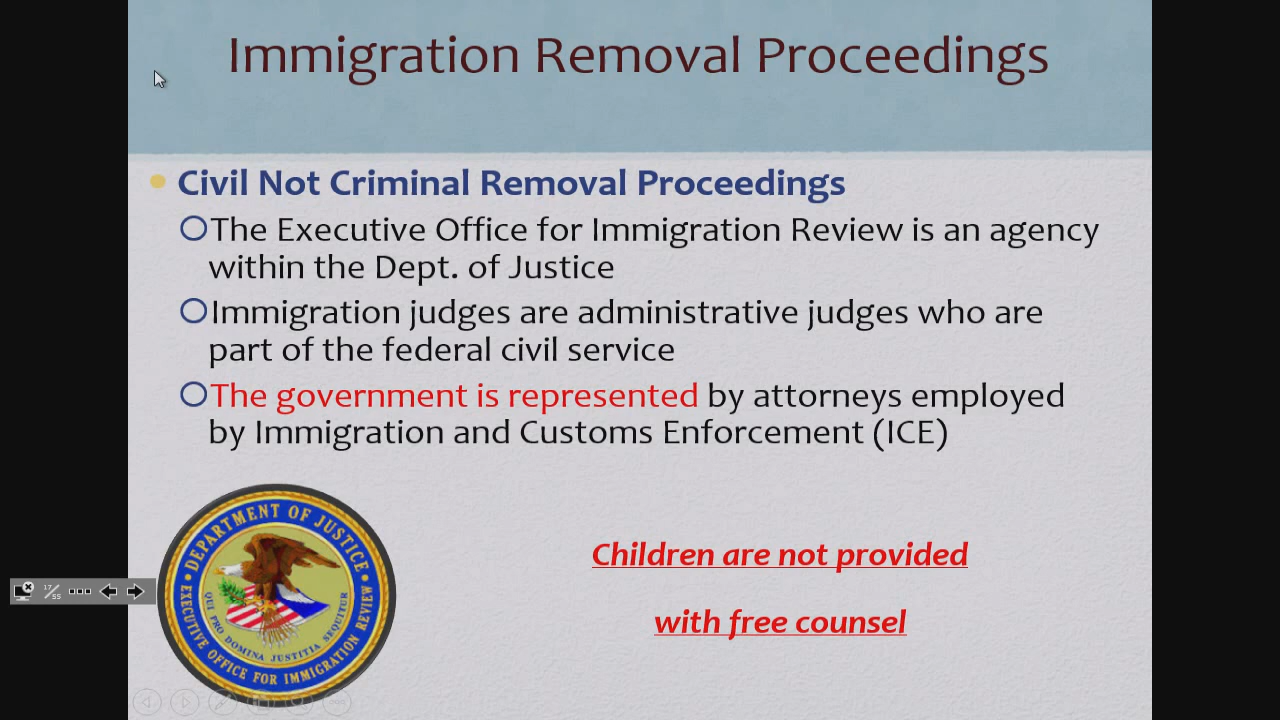 Immigration Removal Proceedings
Civil Not Criminal Removal Proceedings
The Executive Office for Immigration Review is an agency
within the Dept. of Justice
Immigration judges are administrative judges who are
part of the federal civil service
The government is represented by attorneys employed
by Immigration and Customs Enforcement (ICE)
DEPARTMENT OF JUSTICE
EXECUTIVE OFFICE FOR IMMIGRATION REVIEW
QUI PRO DOMINA JUSTITIA SEQUITUR
Children are not provided
with free counsel
17/55